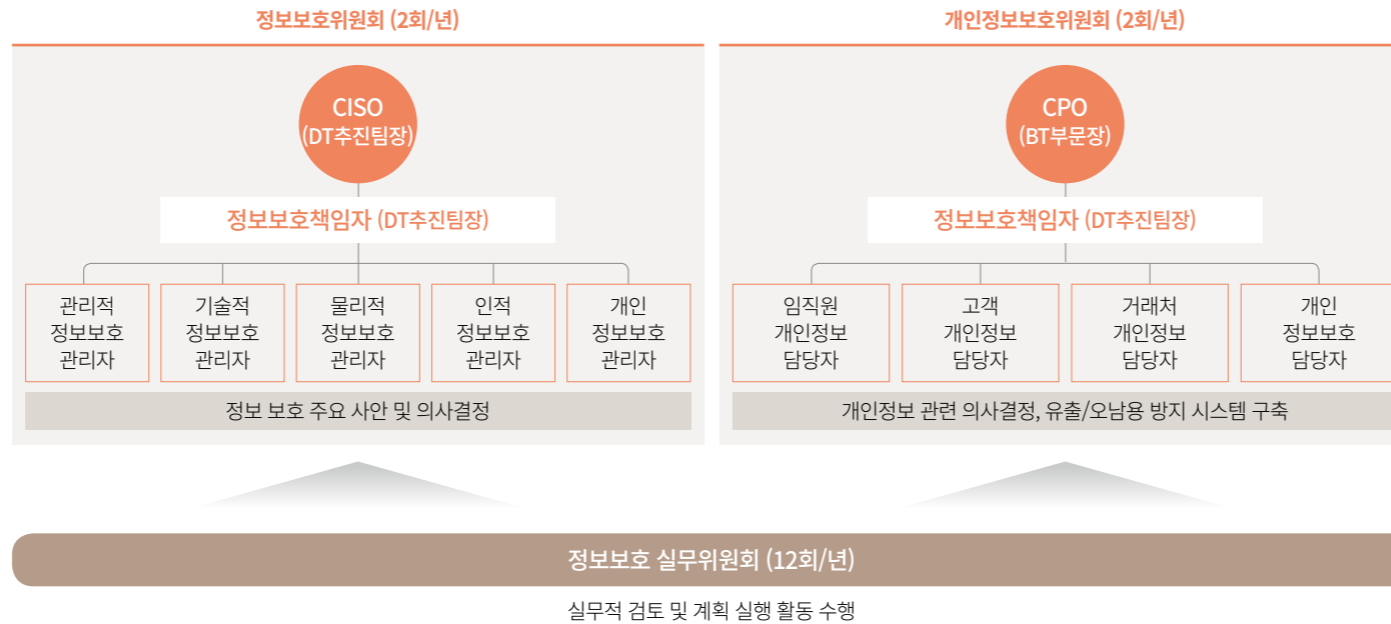 정보보호위원회 (2회/년)
CISO
(DT추진팀장)
정보보호책임자 (DT추진팀장)
관리적
정보보호
관리자
기술적
정보보호
관리자
물리적
정보보호
관리자
인적
정보보호
관리자
개인
정보보호
관리자
정보 보호 주요 사안 및 의사결정
개인정보보호위원회 (2회/년)
CPO
(BT부문장)
정보보호책임자 (DT추진팀장)
임직원
개인정보
담당자
고객
개인정보
담당자
거래처
개인정보
담당자
개인
정보보호
담당자
개인정보 관련 의사결정, 유출/오남용 방지 시스템 구축
정보보호 실무위원회 (12회/년)
실무적 검토 및 계획 실행 활동 수행